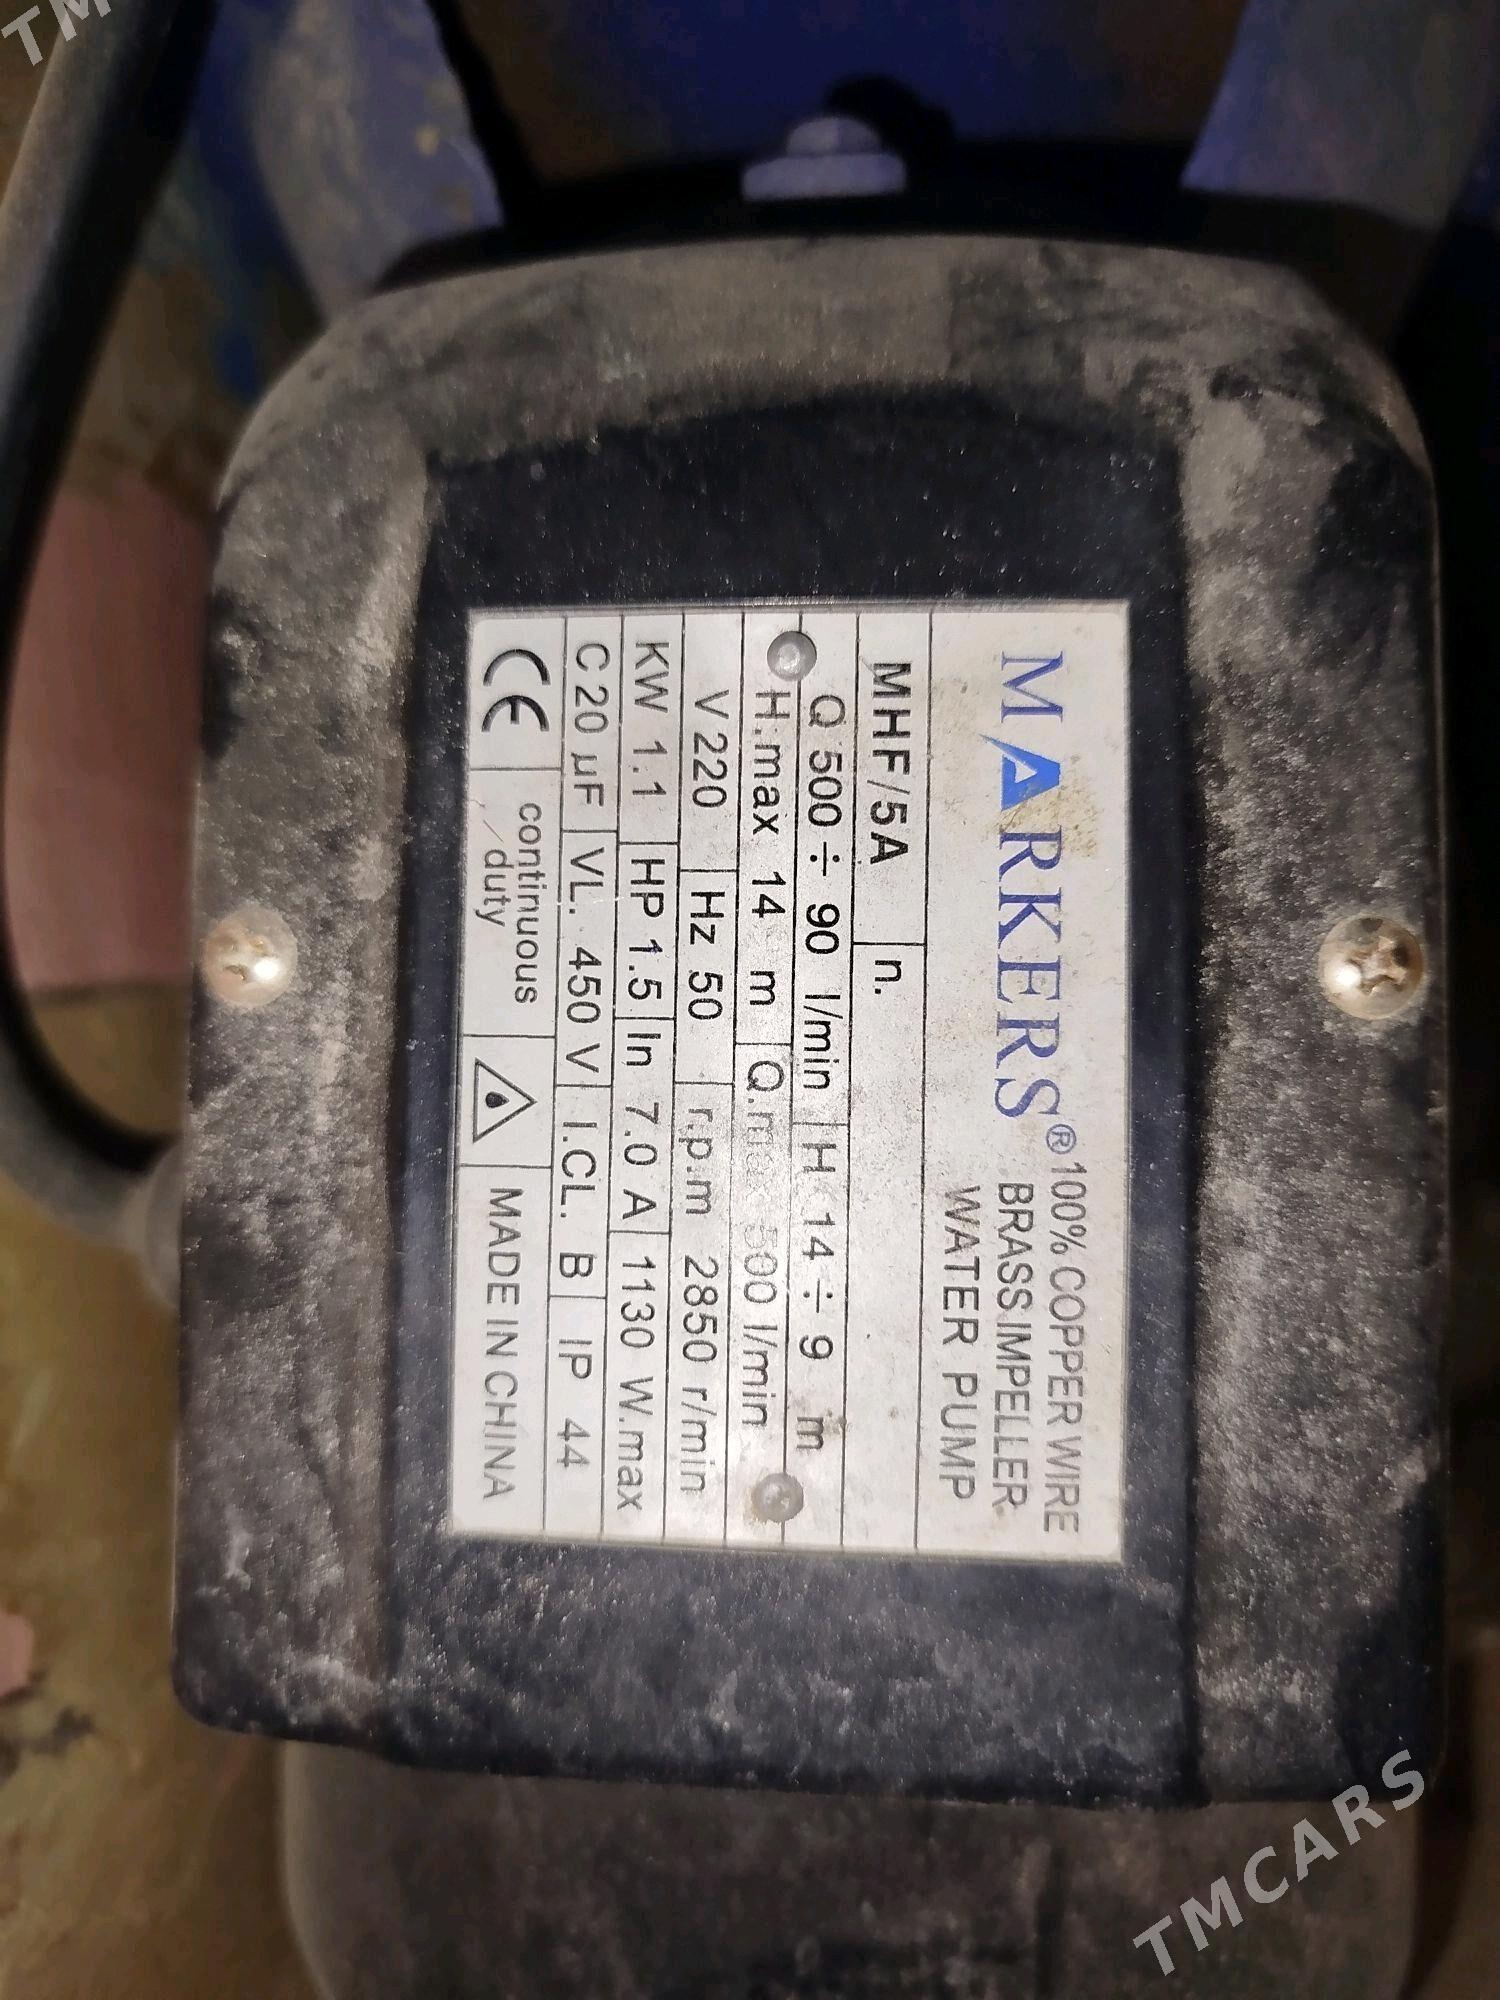 TM
MARKERS®
100% COPPER WIRE
BRASS IMPELLER
WATER PUMP
MHF/5A n.
Q 500 ÷ 90 l/min H 14 ÷ 9 m
H.max 14 m Q.max 500 l/min
V 220 Hz 50 r.p.m 2850 r/min
KW 1.1 HP 1.5 In 7.0 A 1130 W.max
C 20 µF VL. 450 V I.CL. B IP 44
CE continuous
duty MADE IN CHINA
TMCARS